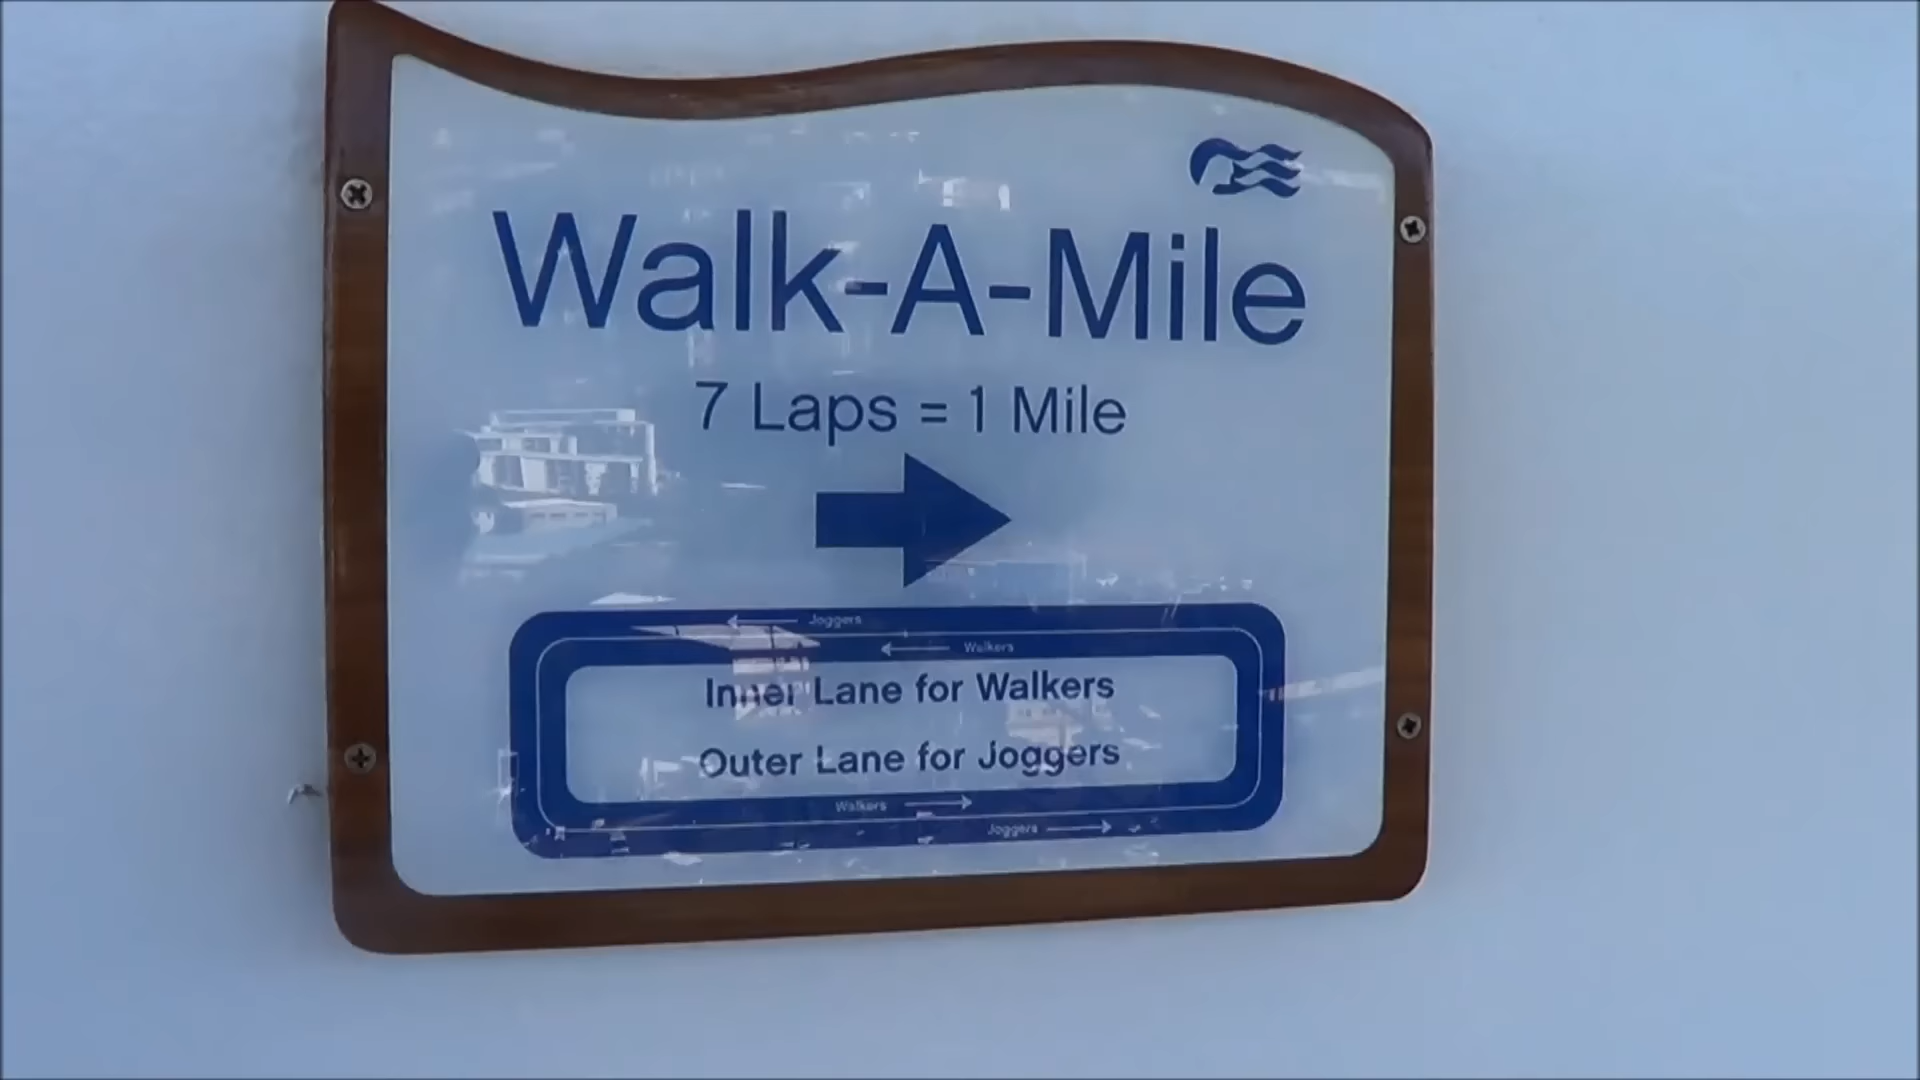 Walk-A-Mile
7 Laps = 1 Mile
Joggers
Walkers
Inner Lane for Walkers
Outer Lane for Joggers
Walkers
Joggers